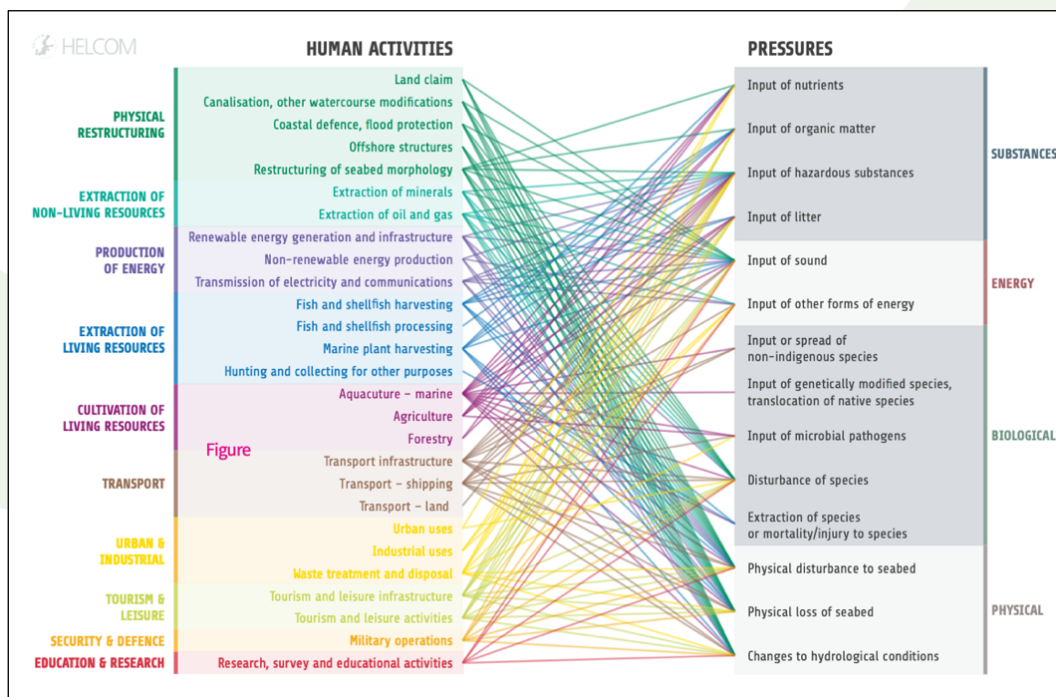 HELCOM
HUMAN ACTIVITIES
PHYSICAL
RESTRUCTURING
Land claim
Canalisation, other watercourse modifications
Coastal defence, flood protection
Offshore structures
Restructuring of seabed morphology
EXTRACTION OF
NON-LIVING RESOURCES
Extraction of minerals
Extraction of oil and gas
PRODUCTION
OF ENERGY
Renewable energy generation and infrastructure
Non-renewable energy production
Transmission of electricity and communications
EXTRACTION OF
LIVING RESOURCES
Fish and shellfish harvesting
Fish and shellfish processing
Marine plant harvesting
Hunting and collecting for other purposes
CULTIVATION OF
LIVING RESOURCES
Aquacuture – marine
Agriculture
Forestry
Figure
TRANSPORT
Transport infrastructure
Transport – shipping
Transport – land
URBAN &
INDUSTRIAL
Urban uses
Industrial uses
Waste treatment and disposal
TOURISM &
LEISURE
Tourism and leisure infrastructure
Tourism and leisure activities
SECURITY & DEFENCE
Military operations
EDUCATION & RESEARCH
Research, survey and educational activities
PRESSURES
Input of nutrients
Input of organic matter
Input of hazardous substances
Input of litter
SUBSTANCES
Input of sound
Input of other forms of energy
ENERGY
Input or spread of
non-indigenous species
Input of genetically modified species,
translocation of native species
Input of microbial pathogens
Disturbance of species
Extraction of species
or mortality/injury to species
BIOLOGICAL
Physical disturbance to seabed
Physical loss of seabed
Changes to hydrological conditions
PHYSICAL